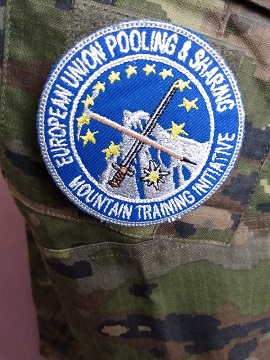 EUROPEAN UNION POOLING & SHARING
MOUNTAIN TRAINING INITIATIVE